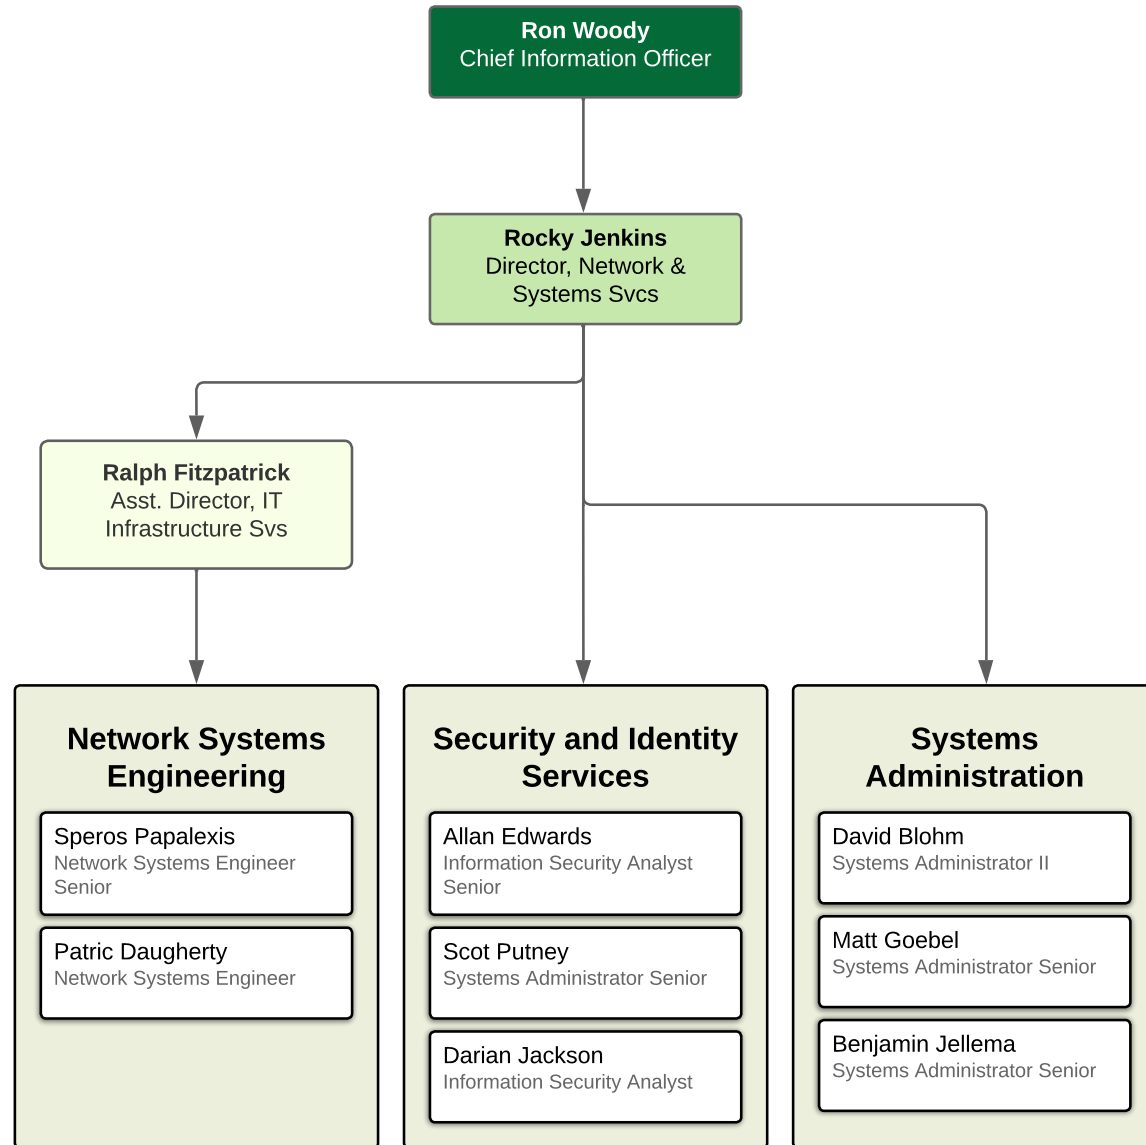 Ron Woody
Chief Information Officer
Rocky Jenkins
Director, Network &
Systems Svcs
Ralph Fitzpatrick
Asst. Director, IT
Infrastructure Svs
Network Systems
Engineering
Speros Papalexis
Network Systems Engineer
Senior
Patric Daugherty
Network Systems Engineer
Security and Identity
Services
Allan Edwards
Information Security Analyst
Senior
Scot Putney
Systems Administrator Senior
Darian Jackson
Information Security Analyst
Systems
Administration
David Blohm
Systems Administrator II
Matt Goebel
Systems Administrator Senior
Benjamin Jellema
Systems Administrator Senior